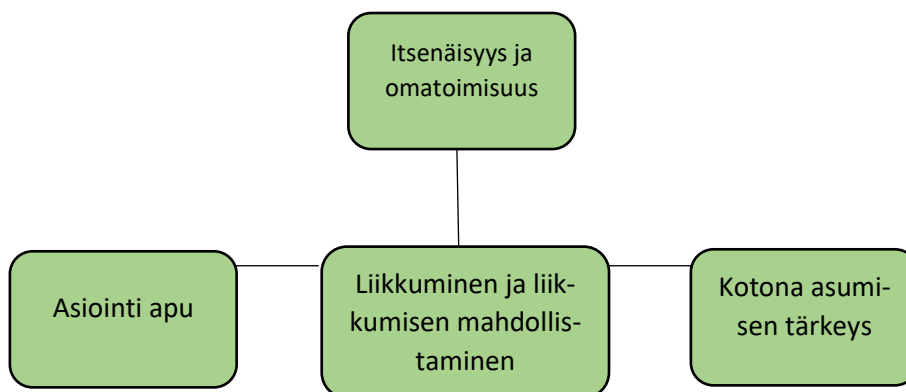 Itsenäisyys ja
omatoimisuus
Asiointi apu
Liikkuminen ja liik-
kumisen mahdollis-
taminen
Kotona asumi-
sen tärkeys